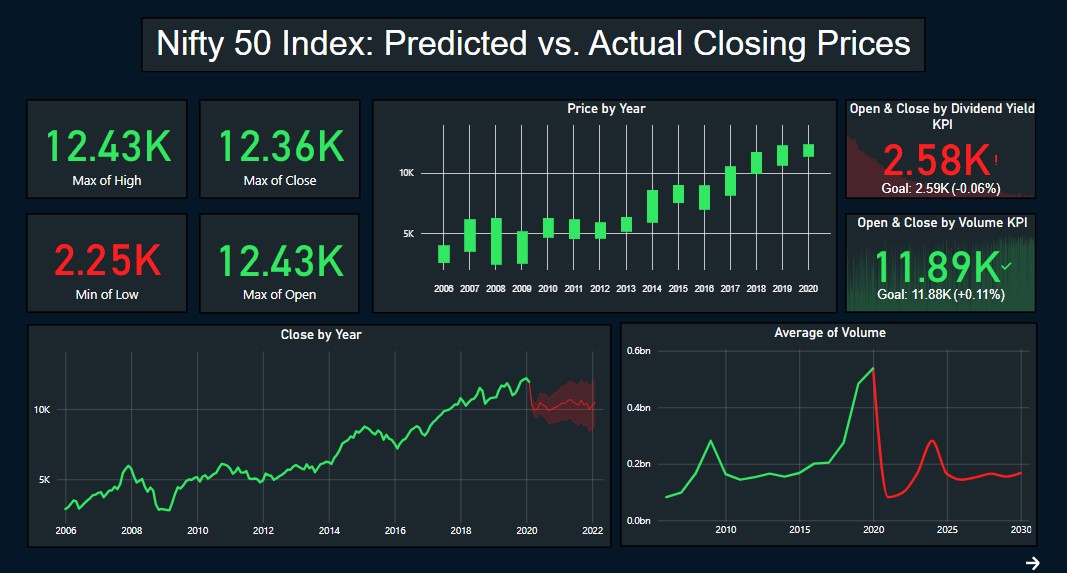 Nifty 50 Index: Predicted vs. Actual Closing Prices
12.43K
Max of High
12.36K
Max of Close
2.25K
Min of Low
12.43K
Max of Open
Price by Year
10K
5K
2006 2007 2008 2009 2010 2011 2012 2013 2014 2015 2016 2017 2018 2019 2020
Open & Close by Dividend Yield
KPI
2.58K!
Goal: 2.59K (-0.06%)
Open & Close by Volume KPI
11.89K
Goal: 11.88K (+0.11%)
Close by Year
10K
5K
2006 2008 2010 2012 2014 2016 2018 2020 2022
Average of Volume
0.6bn
0.4bn
0.2bn
0.0bn
2010 2015 2020 2025 2030